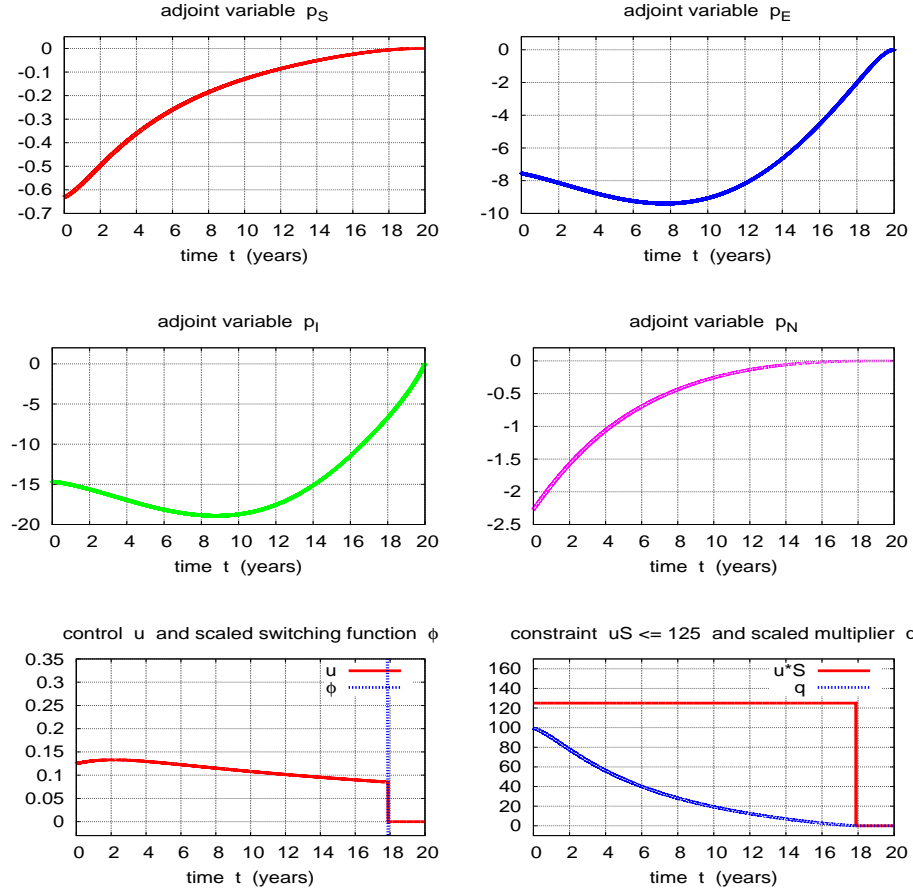 adjoint variable p_S
0
-0.1
-0.2
-0.3
-0.4
-0.5
-0.6
-0.7
0 2 4 6 8 10 12 14 16 18 20
time t (years)
adjoint variable p_E
0
-2
-4
-6
-8
-10
0 2 4 6 8 10 12 14 16 18 20
time t (years)
adjoint variable p_I
0
-5
-10
-15
-20
0 2 4 6 8 10 12 14 16 18 20
time t (years)
adjoint variable p_N
0
-0.5
-1
-1.5
-2
-2.5
0 2 4 6 8 10 12 14 16 18 20
time t (years)
control u and scaled switching function ϕ
0.35
0.3
0.25
0.2
0.15
0.1
0.05
0
u
ϕ
0 2 4 6 8 10 12 14 16 18 20
time t (years)
constraint uS <= 125 and scaled multiplier
160
140
120
100
80
60
40
20
0
u*S
q
0 2 4 6 8 10 12 14 16 18 20
time t (years)